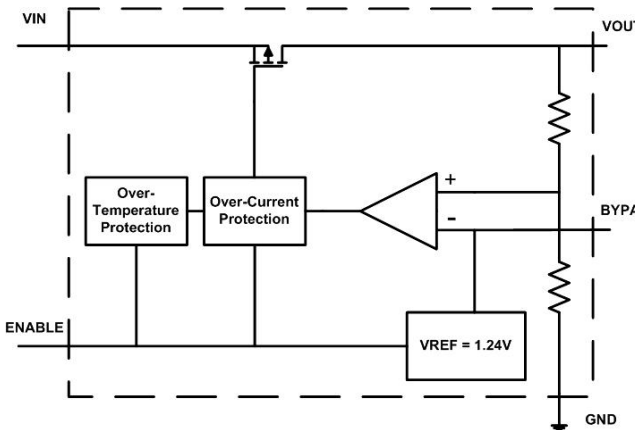 VIN
VOUT
+
Over-
Temperature
Protection
Over-Current
Protection
-
BYPA
ENABLE
VREF = 1.24V
GND